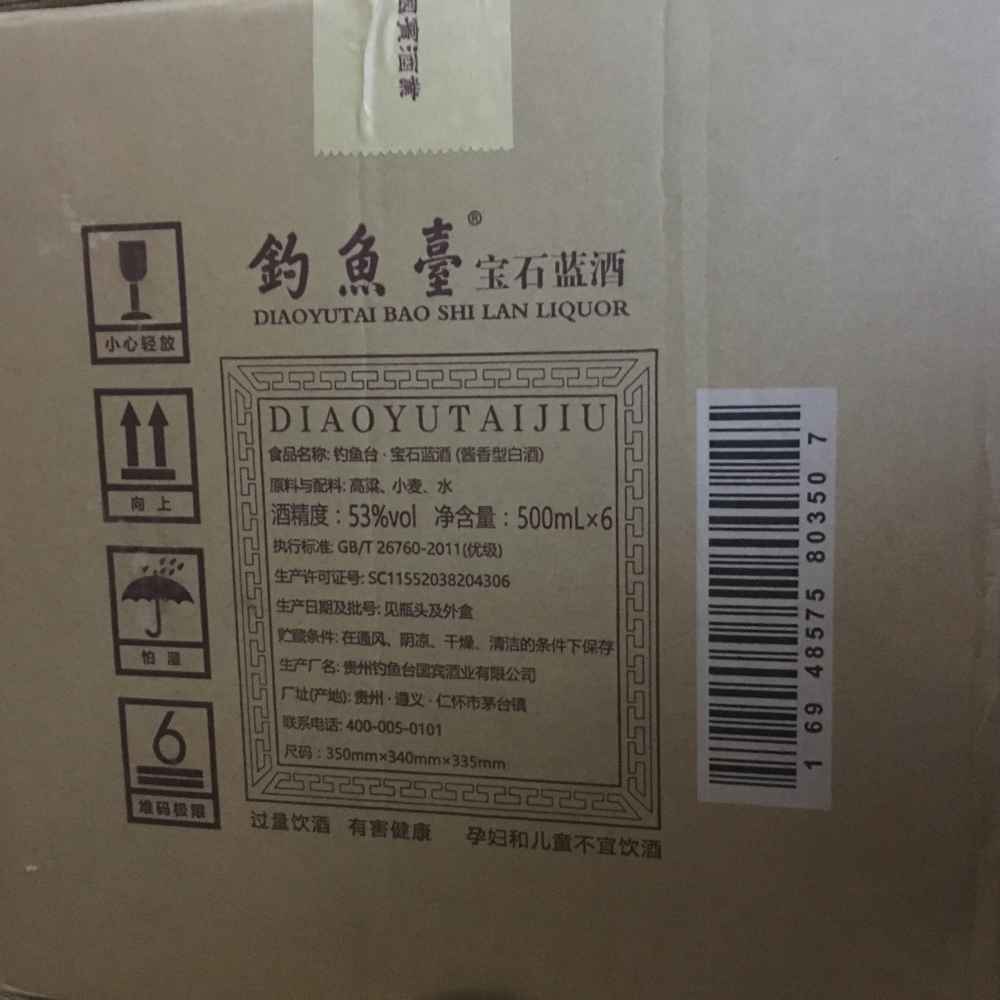 国宾酒业
釣魚臺® 宝石蓝酒
DIAOYUTAI BAO SHI LAN LIQUOR
小心轻放
向上
怕湿
6
堆码极限
DIAOYUTAIJIU
食品名称: 钓鱼台·宝石蓝酒 (酱香型白酒)
原料与配料: 高粱、小麦、水
酒精度：53%vol 净含量：500mL×6
执行标准: GB/T 26760-2011(优级)
生产许可证号: SC11552038204306
生产日期及批号: 见瓶头及外盒
贮藏条件: 在通风、阴凉、干燥、清洁的条件下保存
生产厂名: 贵州钓鱼台国宾酒业有限公司
厂址(产地): 贵州·遵义·仁怀市茅台镇
联系电话: 400-005-0101
尺码：350mm×340mm×335mm
过量饮酒 有害健康 孕妇和儿童不宜饮酒
1 69 48575 80350 7